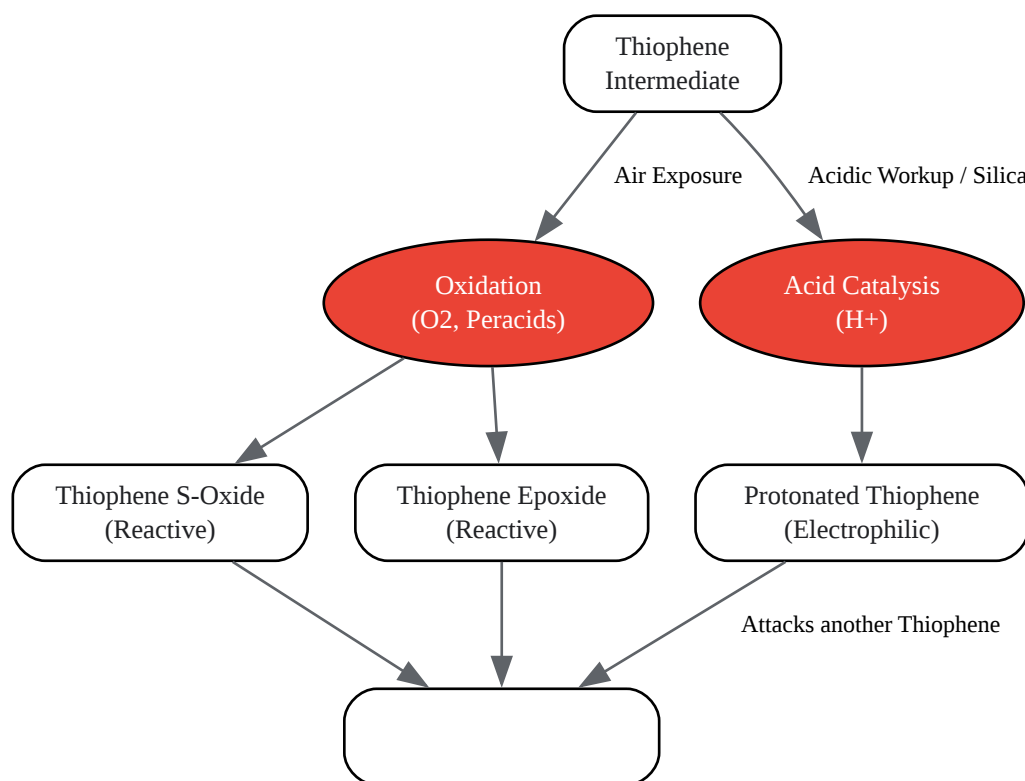 Thiophene
Intermediate
Air Exposure
Acidic Workup / Silica
Oxidation
(O2, Peracids)
Acid Catalysis
(H+)
Thiophene S-Oxide
(Reactive)
Thiophene Epoxide
(Reactive)
Protonated Thiophene
(Electrophilic)
Attacks another Thiophene